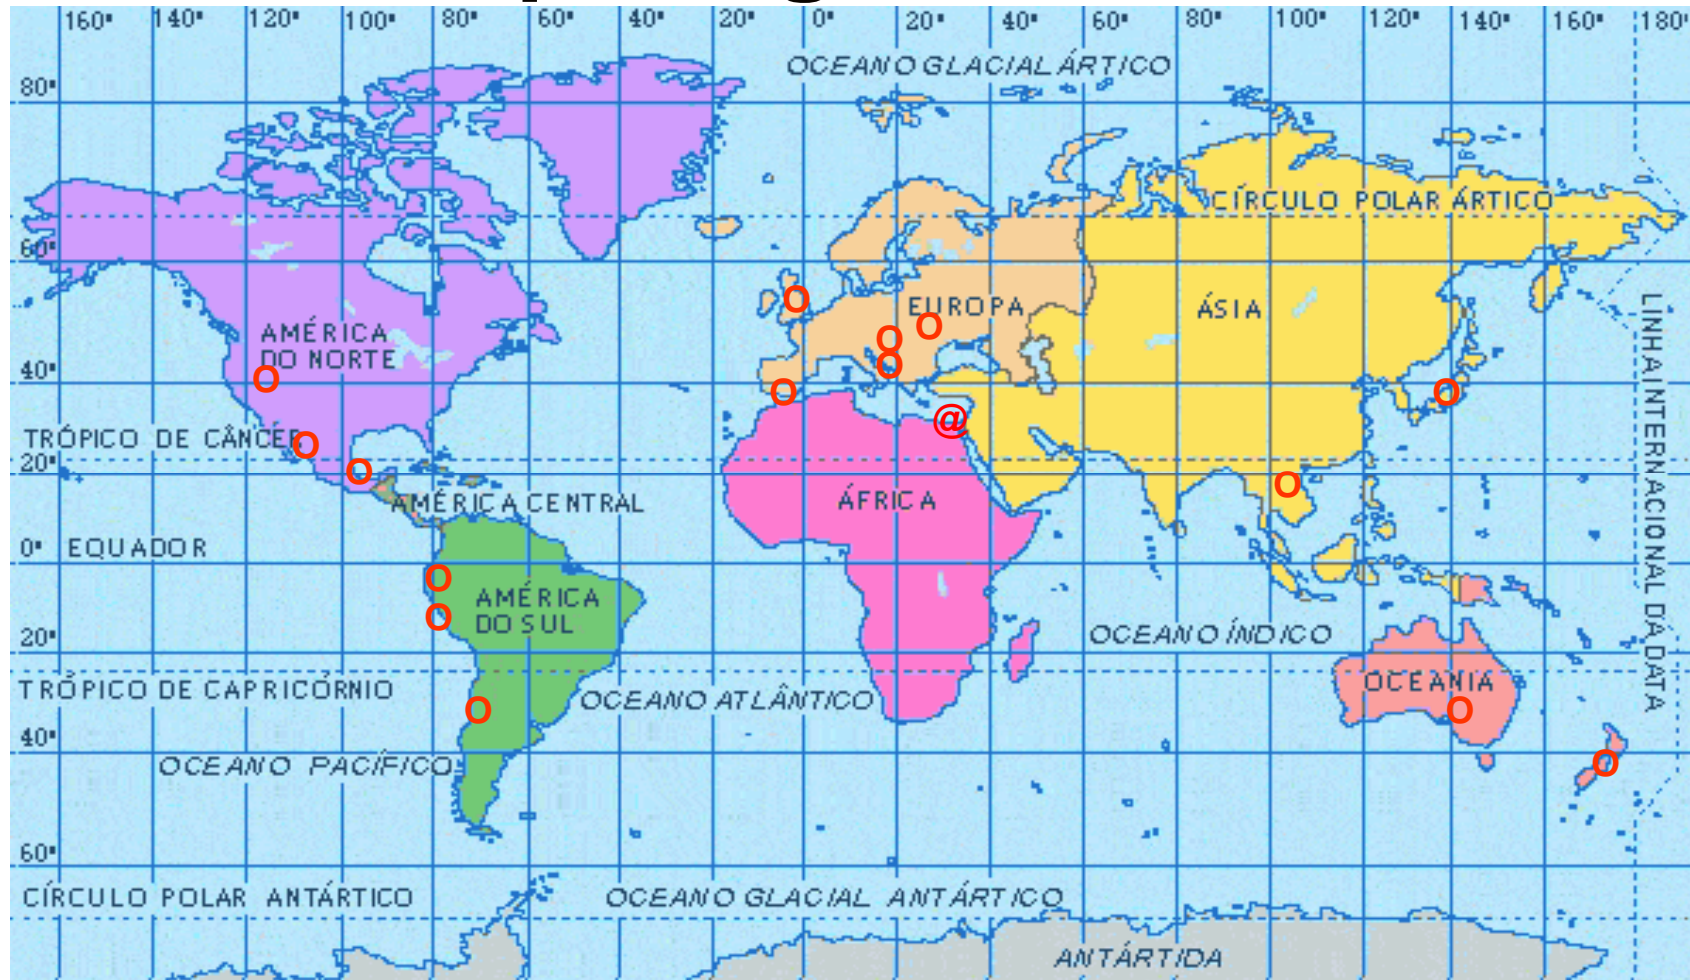 160° 140° 120° 100° 80° 60° 40° 20° 0° 20° 40° 60° 80° 100° 120° 140° 160° 180°
OCEANO GLACIAL ÁRTICO
80°
CÍRCULO POLAR ÁRTICO
60°
EUROPA
ÁSIA
AMÉRICA
DO NORTE
40°
@
TRÓPICO DE CÂNCER
20°
AMÉRICA CENTRAL
ÁFRICA
0° EQUADOR
AMÉRICA
DO SUL
20°
OCEANO ÍNDICO
LINHA INTERNACIONAL DA DATA
TRÓPICO DE CAPRICÓRNIO
OCEANO ATLÂNTICO
OCEANIA
40°
OCEANO PACÍFICO
60°
CÍRCULO POLAR ANTÁRTICO
OCEANO GLACIAL ANTÁRTICO
ANTÁRTIDA